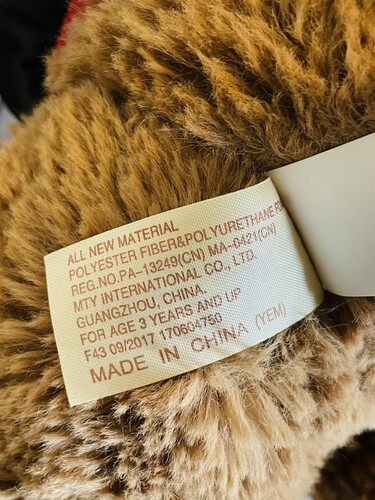 ALL NEW MATERIAL
POLYESTER FIBER&POLYURETHANE
REG.NO.PA-13249(CN) MA-0421(CN)
MTY INTERNATIONAL CO., LTD.
GUANGZHOU, CHINA.
FOR AGE 3 YEARS AND UP
F43 09/2017 170604750
MADE IN CHINA (YEM)